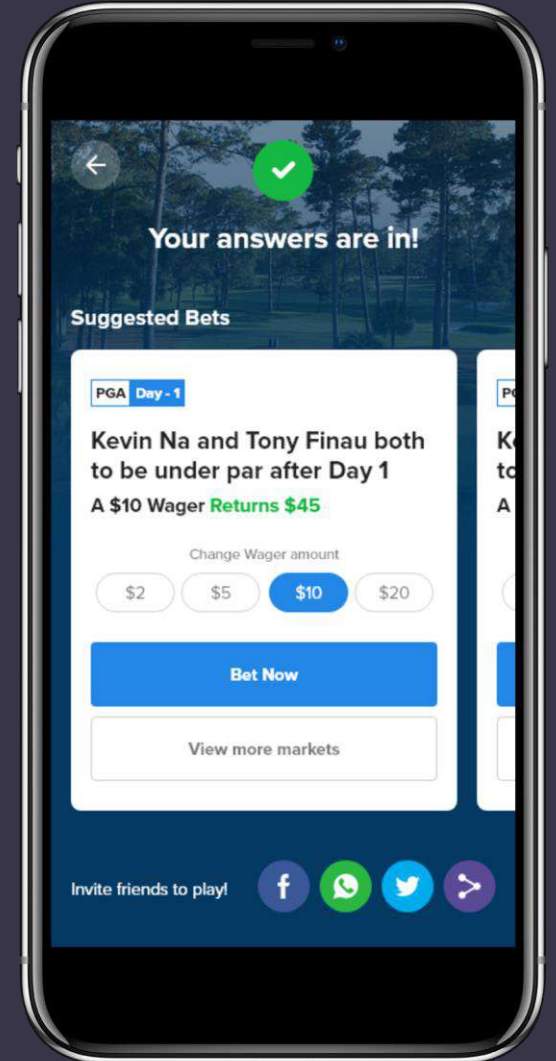 Your answers are in!
Suggested Bets
PGA Day - 1
Kevin Na and Tony Finau both
to be under par after Day 1
A $10 Wager Returns $45
Change Wager amount
$2 $5 $10 $20
Bet Now
View more markets
Invite friends to play!